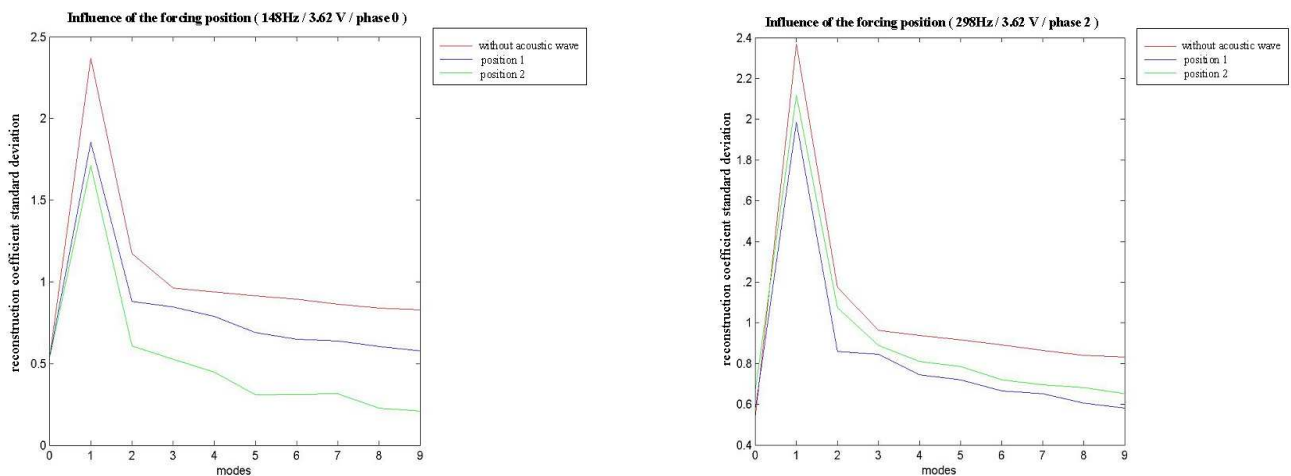 Influence of the forcing position ( 148Hz / 3.62 V / phase 0 )
without acoustic wave
position 1
position 2
reconstruction coefficient standard deviation
2.5
2
1.5
1
0.5
0
0 1 2 3 4 5 6 7 8 9
modes
Influence of the forcing position ( 298Hz / 3.62 V / phase 2 )
without acoustic wave
position 1
position 2
reconstruction coefficient standard deviation
2.4
2.2
2
1.8
.6
.4
.2
1
0.8
0.6
0.4
0 1 2 3 4 5 6 7 8 9
modes